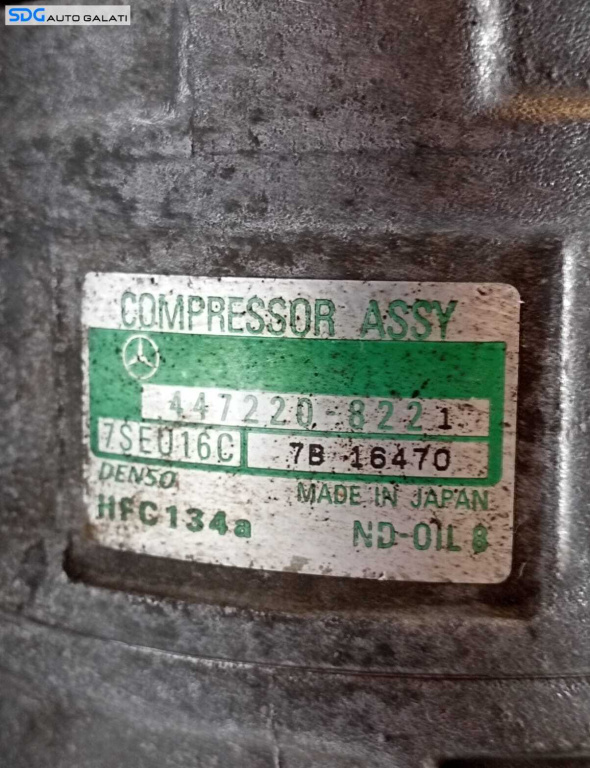 SDG AUTO GALATI
COMPRESSOR ASSY
447220-8221
7SEU16C 7B 16470
DENSO MADE IN JAPAN
HFC134a ND-OIL 8